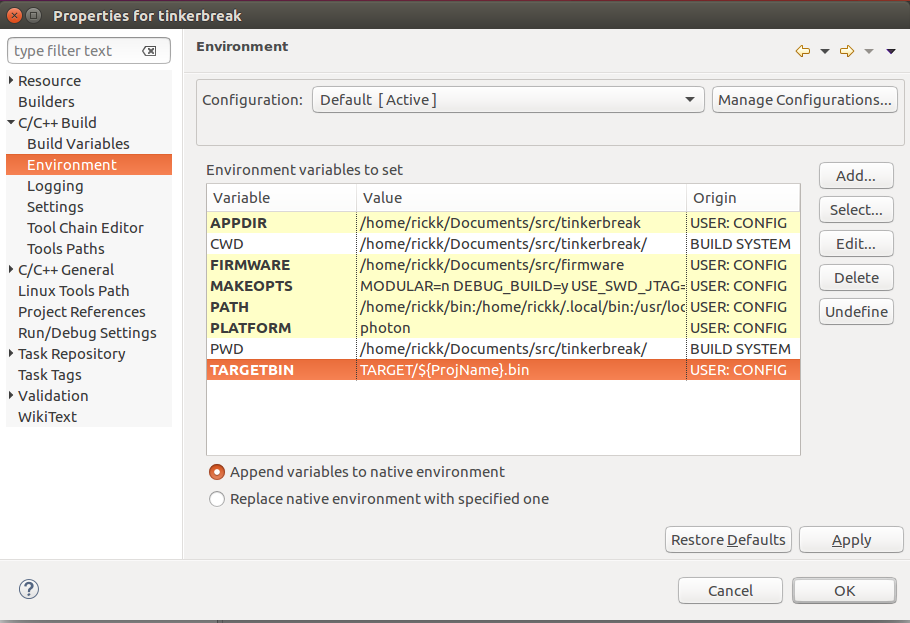 Properties for tinkerbreak
type filter text
Resource
Builders
C/C++ Build
Build Variables
Environment
Logging
Settings
Tool Chain Editor
Tools Paths
C/C++ General
Linux Tools Path
Project References
Run/Debug Settings
Task Repository
Task Tags
Validation
WikiText
Environment
Configuration: Default [ Active ] Manage Configurations...
Environment variables to set
Variable Value Origin
APPDIR /home/rickk/Documents/src/tinkerbreak USER: CONFIG
CWD /home/rickk/Documents/src/tinkerbreak/ BUILD SYSTEM
FIRMWARE /home/rickk/Documents/src/firmware USER: CONFIG
MAKEOPTS MODULAR=n DEBUG_BUILD=y USE_SWD_JTAG= USER: CONFIG
PATH /home/rickk/bin:/home/rickk/.local/bin:/usr/loc USER: CONFIG
PLATFORM photon USER: CONFIG
PWD /home/rickk/Documents/src/tinkerbreak/ BUILD SYSTEM
TARGETBIN TARGET/${ProjName}.bin USER: CONFIG
Add...
Select...
Edit...
Delete
Undefine
Append variables to native environment
Replace native environment with specified one
Restore Defaults Apply
? Cancel OK